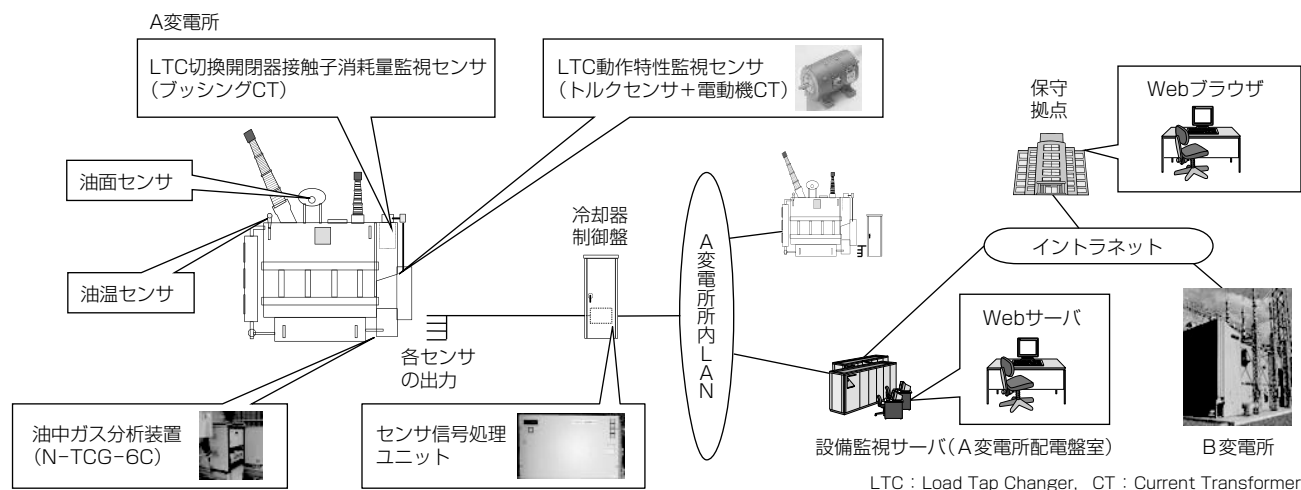 A変電所
LTC切換開閉器接触子消耗量監視センサ
(ブッシングCT)
LTC動作特性監視センサ
(トルクセンサ+電動機CT)
保守
拠点
Webブラウザ
油面センサ
油温センサ
冷却器
制御盤
A変電所所内LAN
イントラネット
Webサーバ
各センサ
の出力
油中ガス分析装置
(N-TCG-6C)
センサ信号処理
ユニット
設備監視サーバ(A変電所配電盤室)
B変電所
LTC:Load Tap Changer, CT:Current Transformer